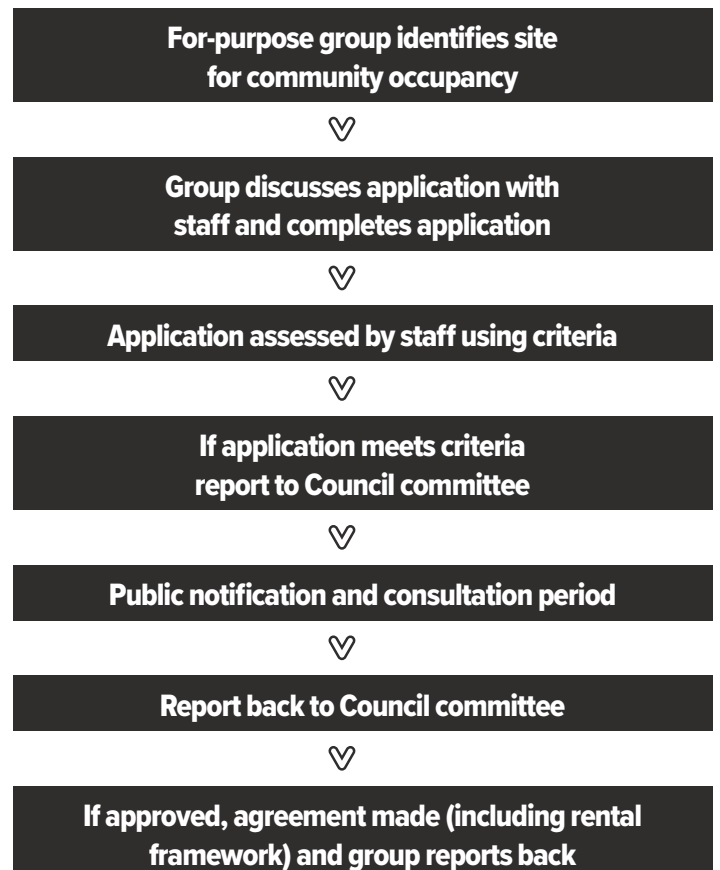 For-purpose group identifies site
for community occupancy
Group discusses application with
staff and completes application
Application assessed by staff using criteria
If application meets criteria
report to Council committee
Public notification and consultation period
Report back to Council committee
If approved, agreement made (including rental
framework) and group reports back